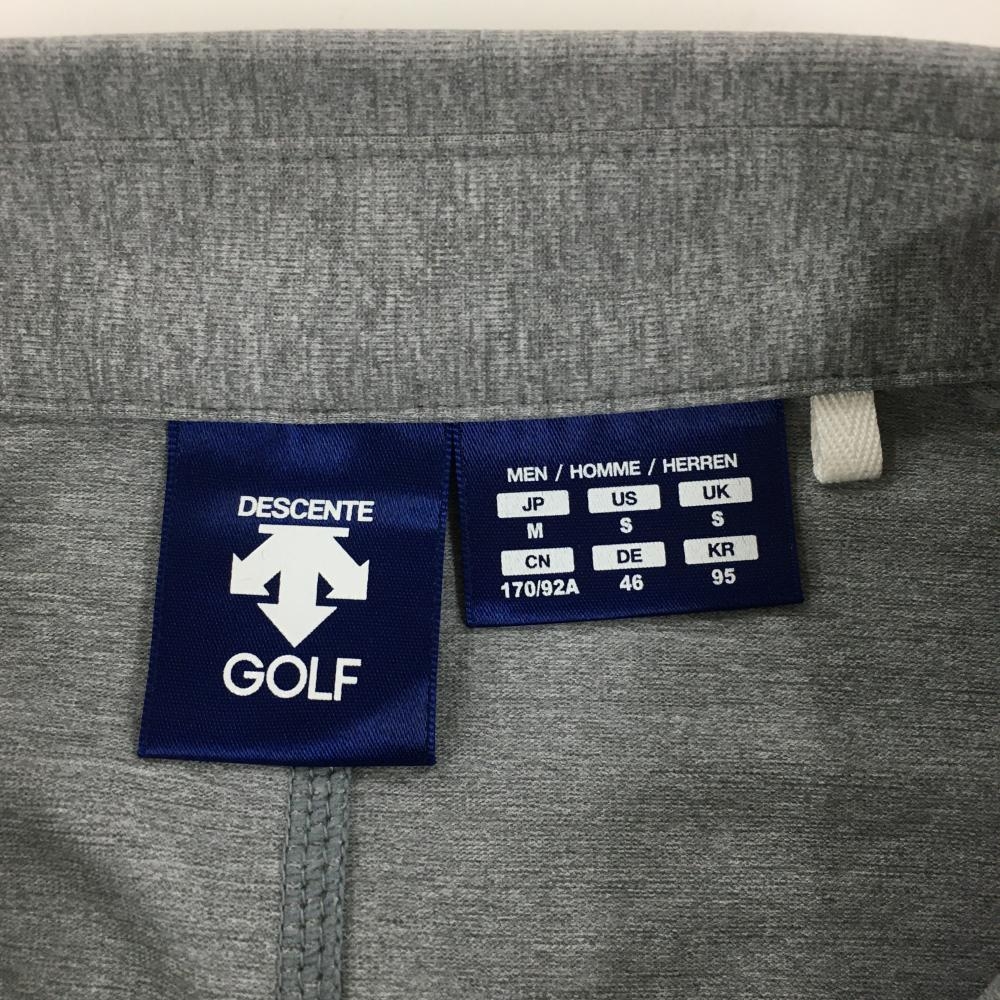 DESCENTE
GOLF
MEN / HOMME / HERREN
JP US UK
M S S
CN DE KR
170/92A 46 95